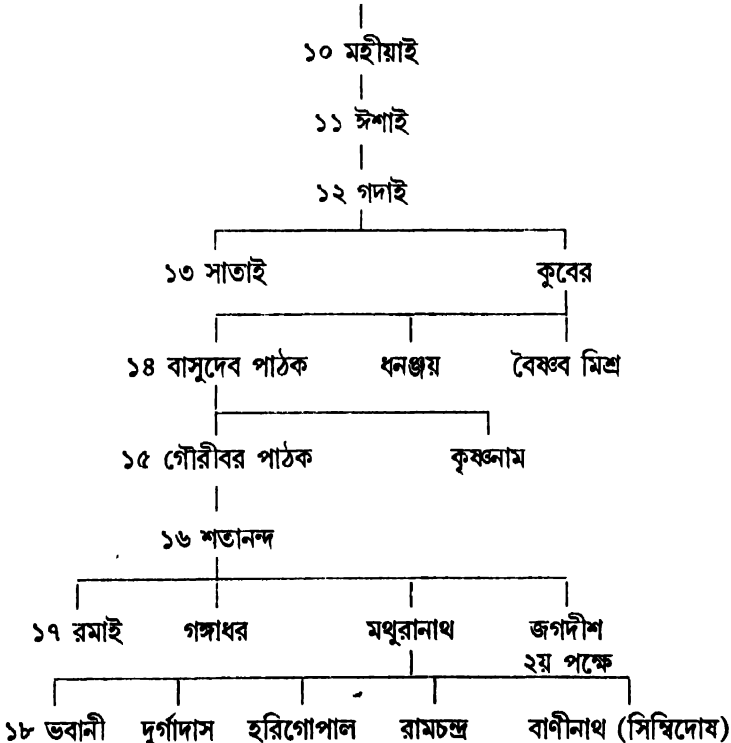 ১০ মহীয়াই
১১ ঈশাই
১২ গদাই
১৩ সাতাই কুবের
১৪ বাসুদেব পাঠক ধনঞ্জয় বৈষ্ণব মিশ্র
১৫ গৌরীবর পাঠক কৃষ্ণনাম
১৬ শতানন্দ
১৭ রমাই গঙ্গাধর মথুরানাথ জগদীশ
২য় পক্ষে
১৮ ভবানী দুর্গাদাস হরিগোপাল রামচন্দ্র বাণীনাথ (সিম্বিদোষ)